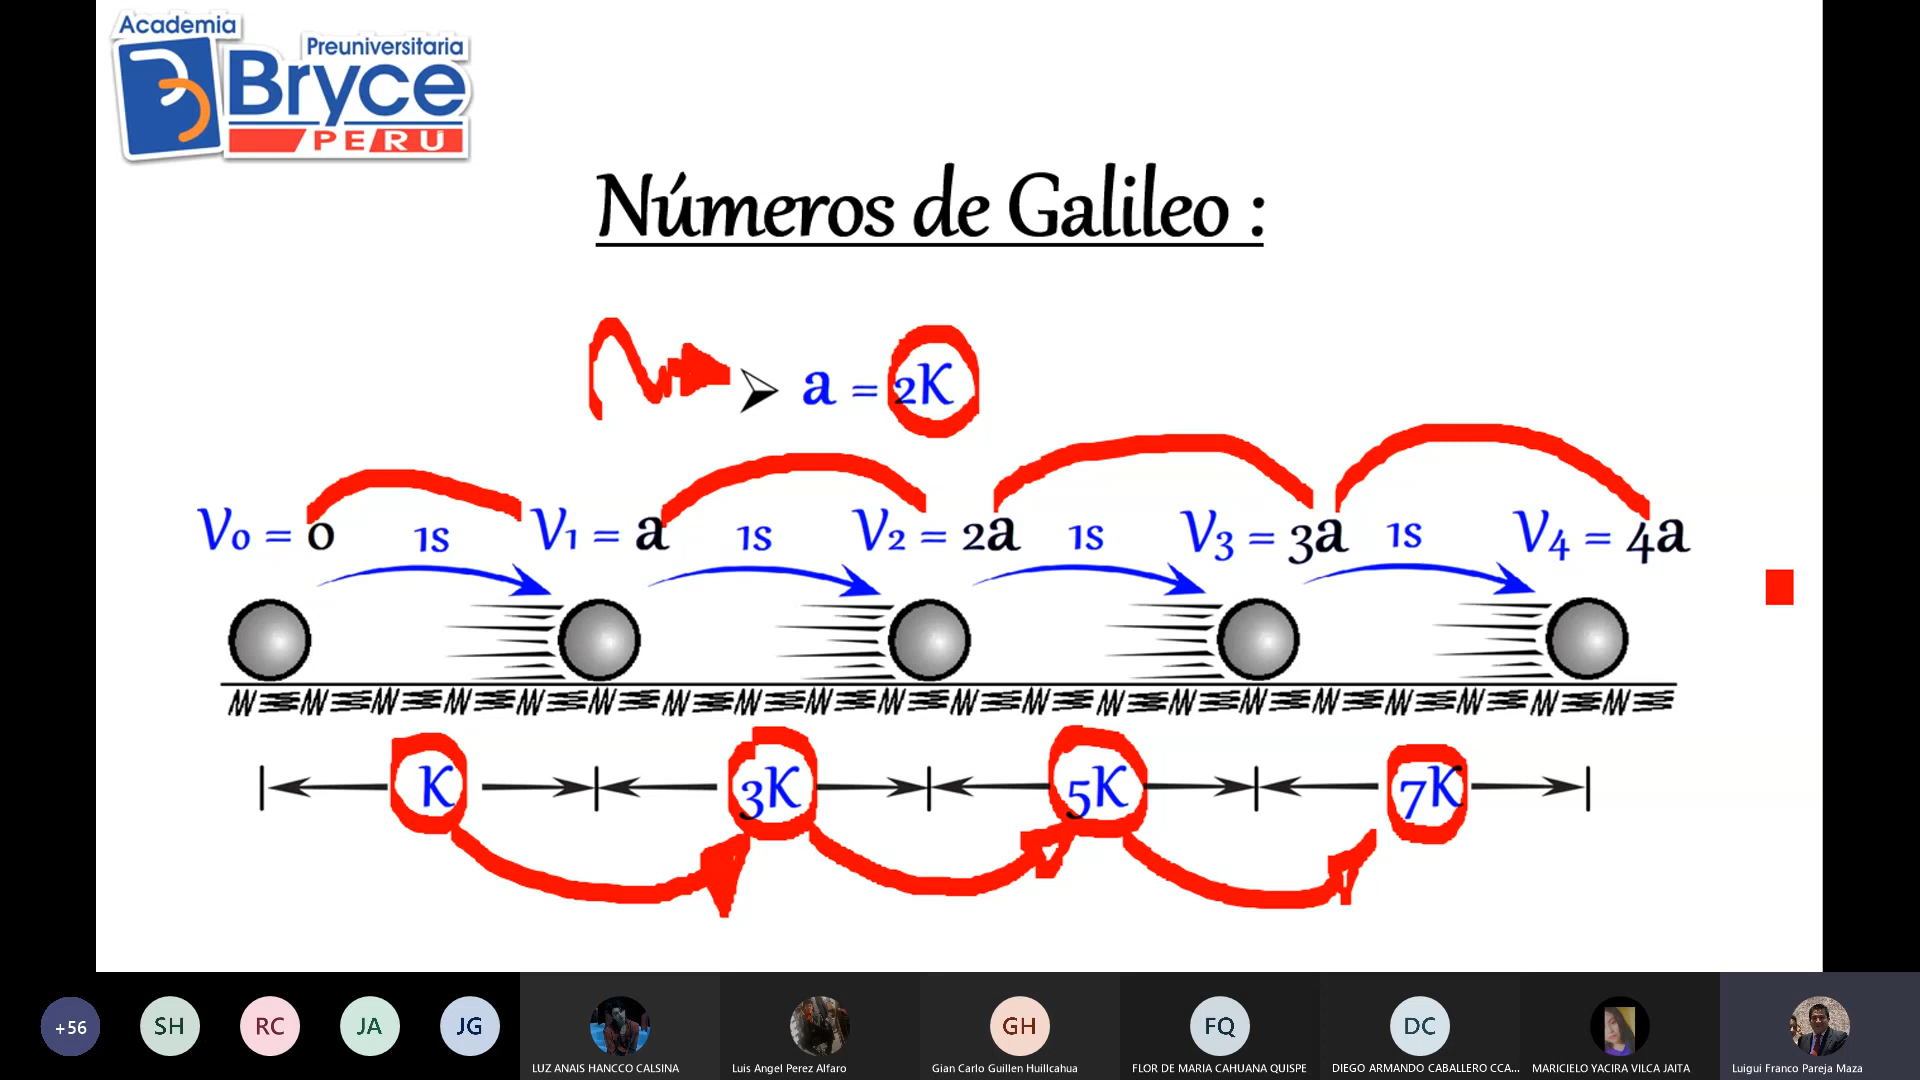 Academia
Preuniversitaria
Bryce
PERÚ
Números de Galileo :
a = 2K
V0 = 0 1s V1 = a 1s V2 = 2a 1s V3 = 3a 1s V4 = 4a
K 3K 5K 7K
+56 SH RC JA JG GH FQ DC
LUZ ANAIS HANCCO CALSINA Luis Angel Perez Alfaro Gian Carlo Guillen Huillcahua FLOR DE MARIA CAHUANA QUISPE DIEGO ARMANDO CABALLERO CCA... MARICIELO YACIRA VILCA JAITA Luigui Franco Pareja Maza